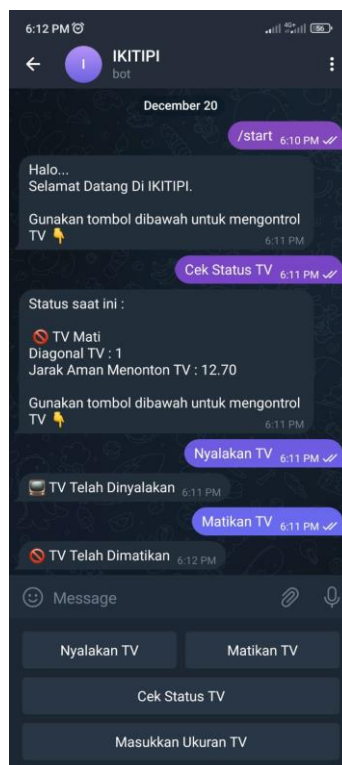 6:12 PM
4G+
56
I
IKITIPI
bot
December 20
/start 6:10 PM
Halo...
Selamat Datang Di IKITIPI.
Gunakan tombol dibawah untuk mengontrol
TV 👇 6:11 PM
Cek Status TV 6:11 PM
Status saat ini :
🚫 TV Mati
Diagonal TV : 1
Jarak Aman Menonton TV : 12.70
Gunakan tombol dibawah untuk mengontrol
TV 👇 6:11 PM
Nyalakan TV 6:11 PM
📺 TV Telah Dinyalakan 6:11 PM
Matikan TV 6:11 PM
🚫 TV Telah Dimatikan 6:12 PM
Message
Nyalakan TV
Matikan TV
Cek Status TV
Masukkan Ukuran TV